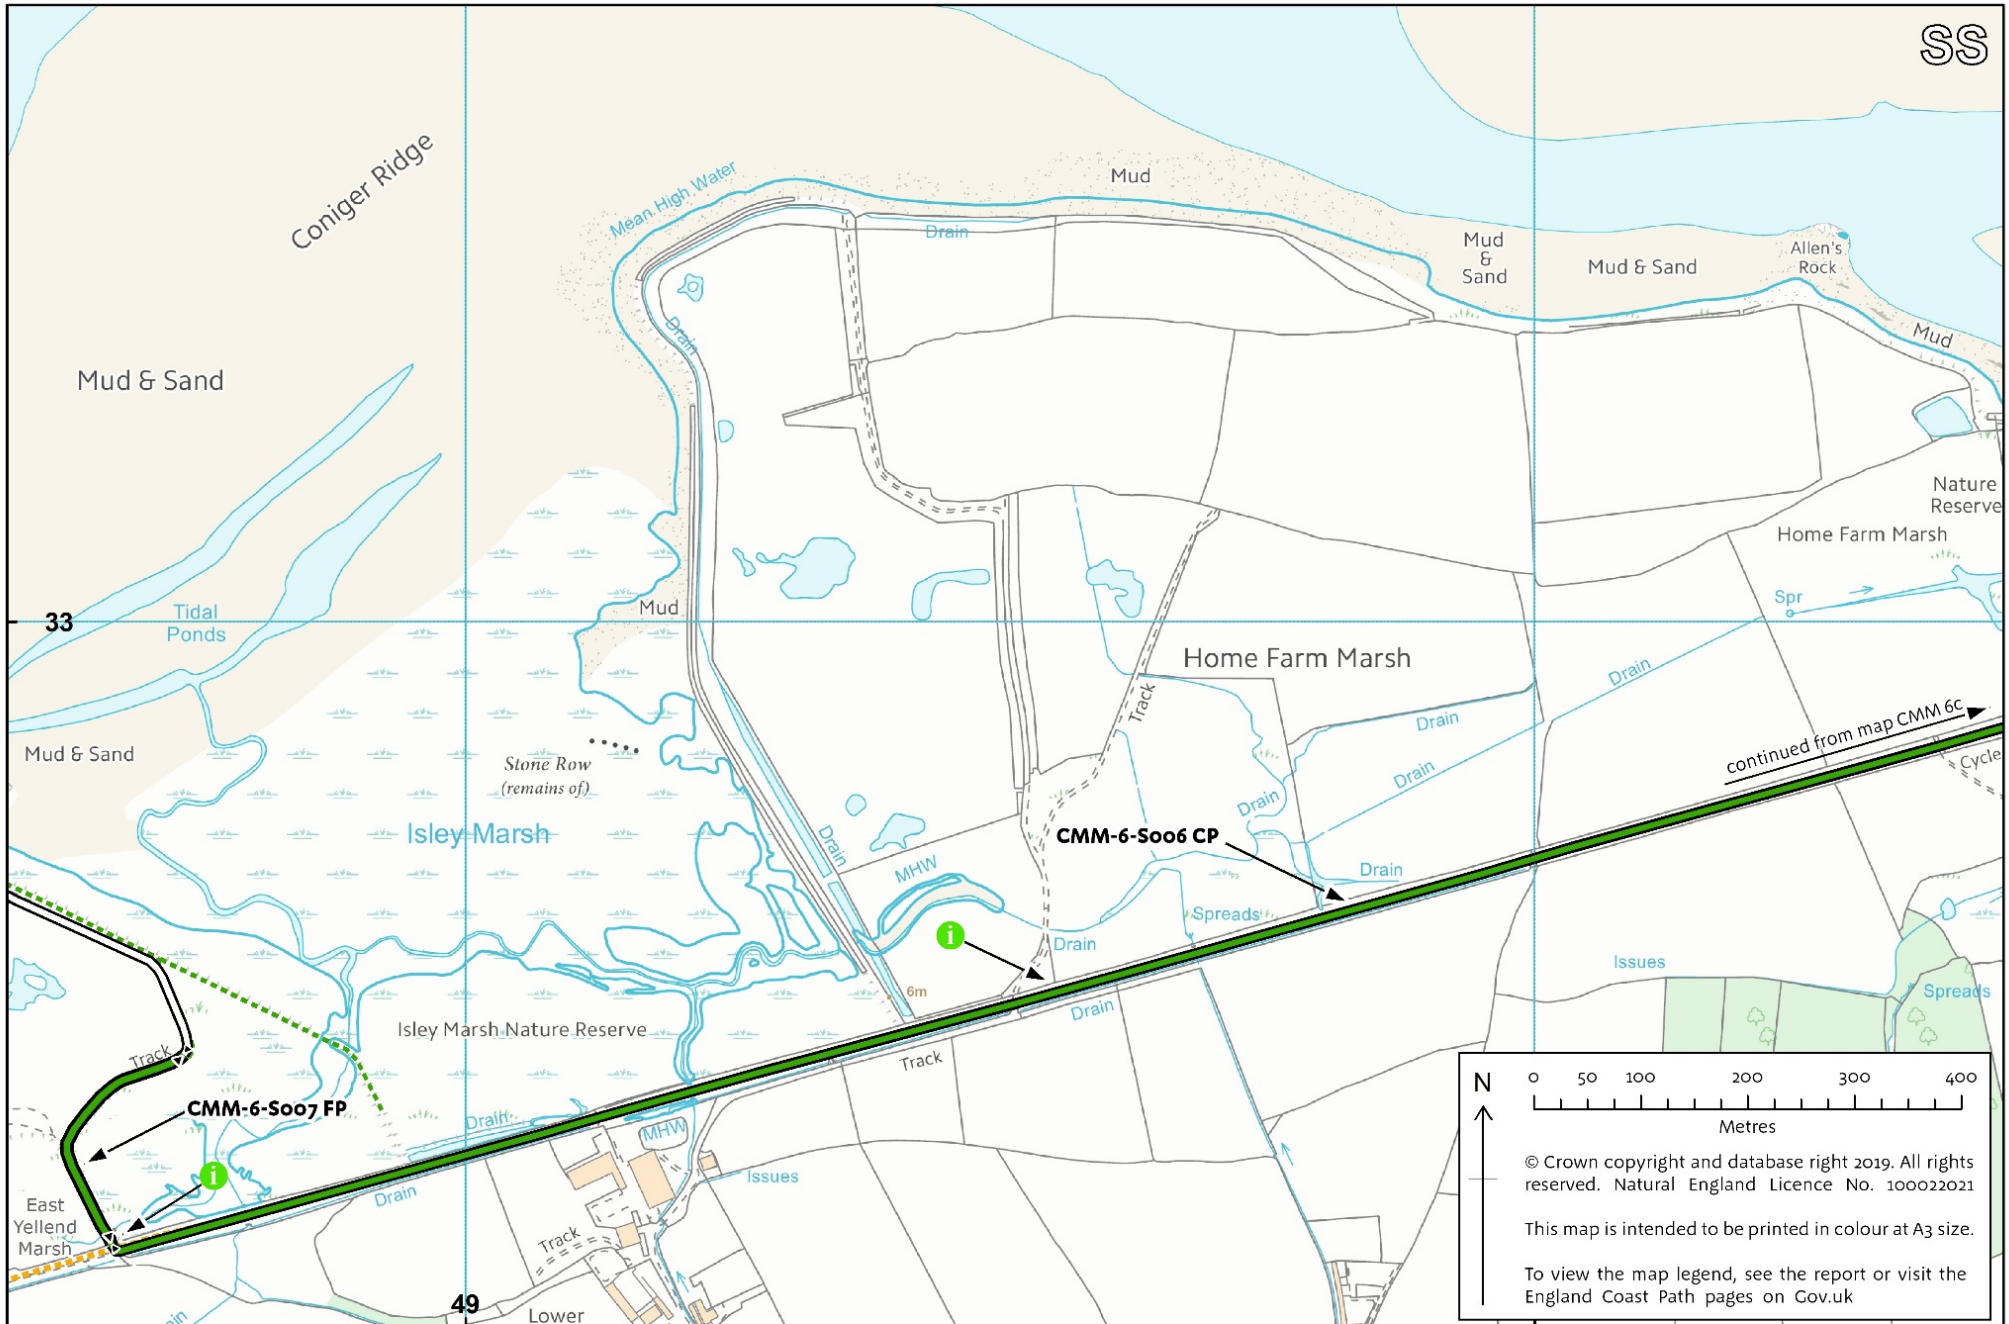 SS
Coniger Ridge
Mean High Water
Mud
Drain
Mud
&
Sand
Mud & Sand
Allen's
Rock
Mud
Drain
Mud & Sand
Nature
Reserve
Home Farm Marsh
Spr
Tidal
Ponds
33
Mud
Home Farm Marsh
Drain
Track
Drain
continued from map CMM 6c
Cycle
Mud & Sand
Stone Row
(remains of)
Drain
Drain
Isley Marsh
Drain
CMM-6-S006 CP
MHW
Drain
Spreads
i
Drain
Issues
6m
Spreads
Drain
Isley Marsh Nature Reserve
Track
Track
CMM-6-S007 FP
Drain
MHW
Issues
i
Drain
East
Yellend
Marsh
Track
49
Lower
N
0 50 100 200 300 400
Metres
© Crown copyright and database right 2019. All rights
reserved. Natural England Licence No. 100022021
This map is intended to be printed in colour at A3 size.
To view the map legend, see the report or visit the
England Coast Path pages on Gov.uk